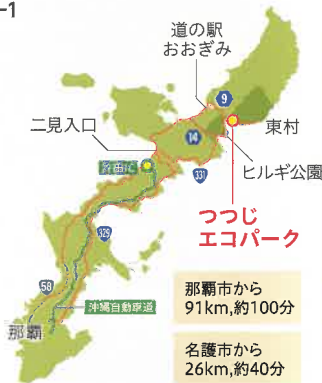 -1
道の駅
おおぎみ
9
二見入口
14
東村
許田IC
ヒルギ公園
331
つつじ
エコパーク
329
58
沖縄自動車道
那覇
那覇市から
91km,約100分
名護市から
26km,約40分